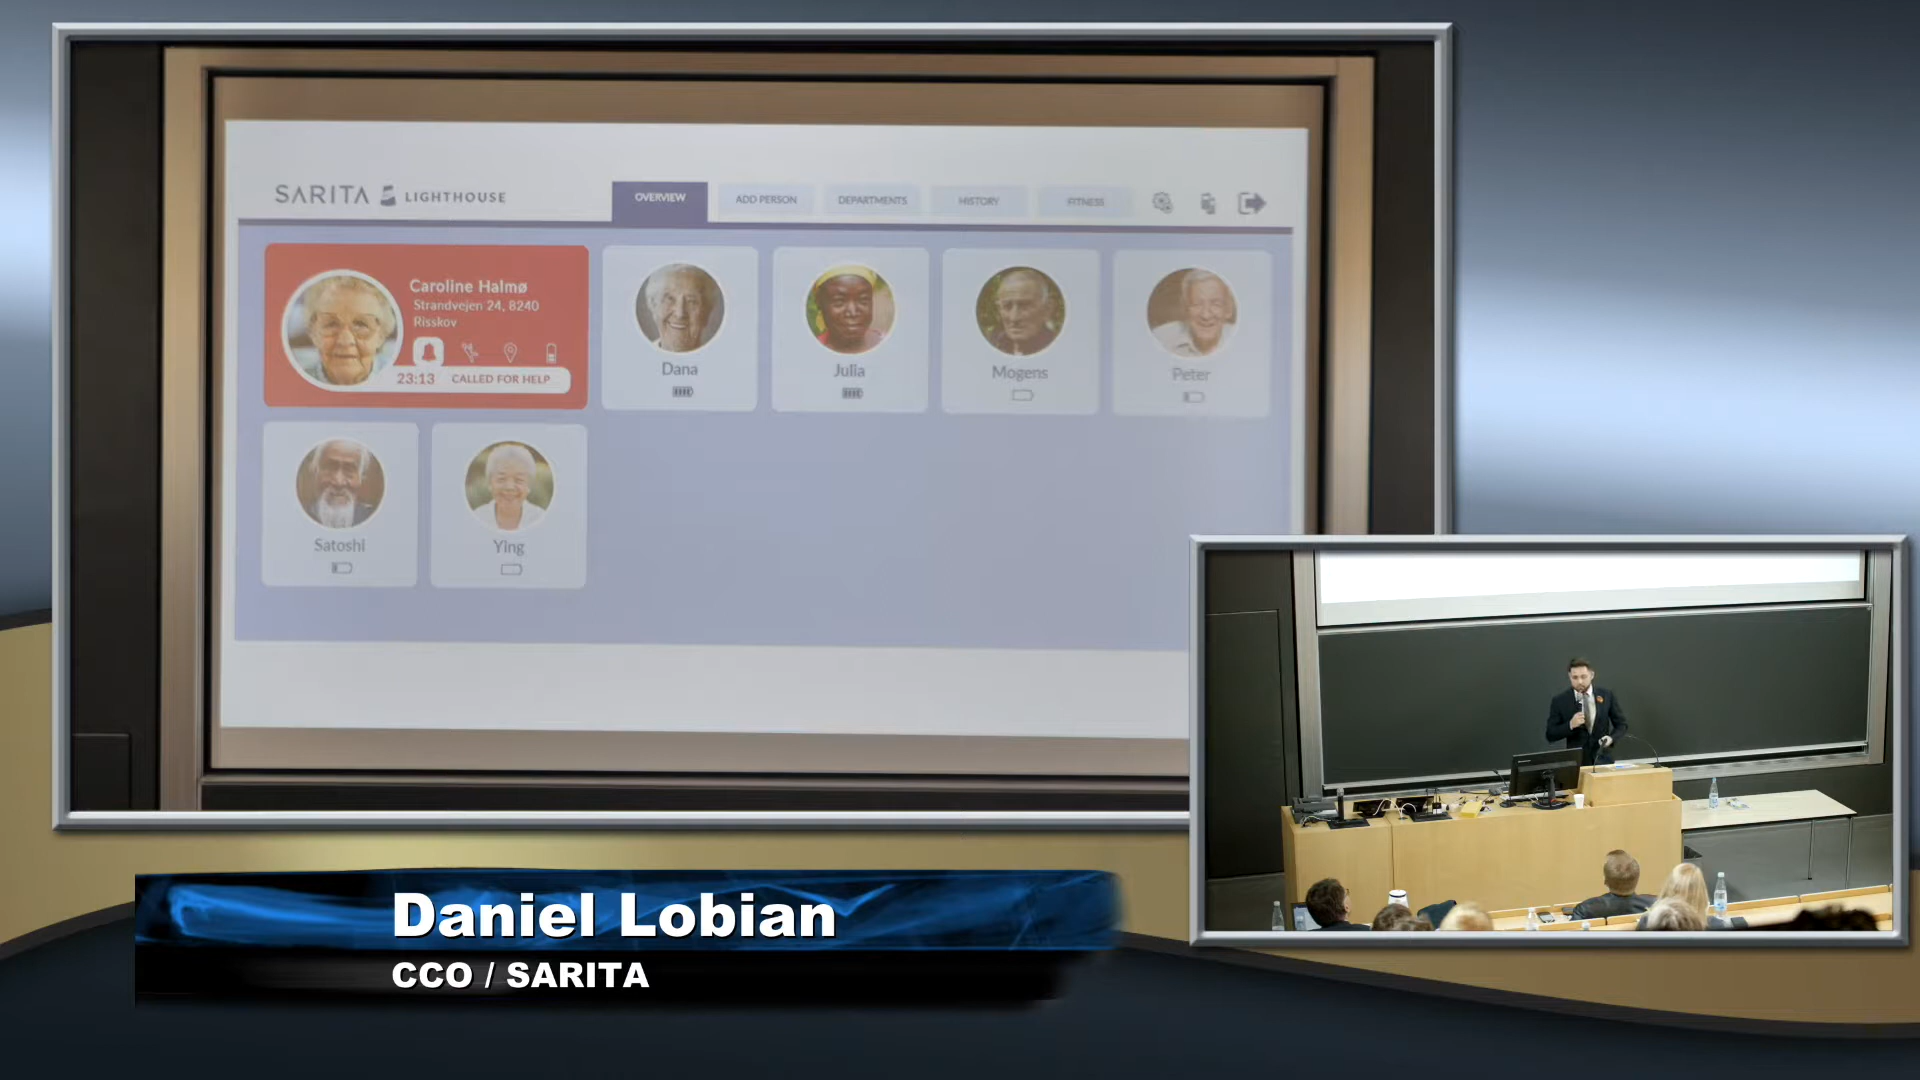 SARITA LIGHTHOUSE
OVERVIEW
ADD PERSON
DEPARTMENTS
HISTORY
FITNESS
Caroline Halmø
Strandvejen 24, 8240
Risskov
23:13 CALLED FOR HELP
Dana
Julia
Mogens
Peter
Satoshi
Ying
Daniel Lobian
CCO / SARITA